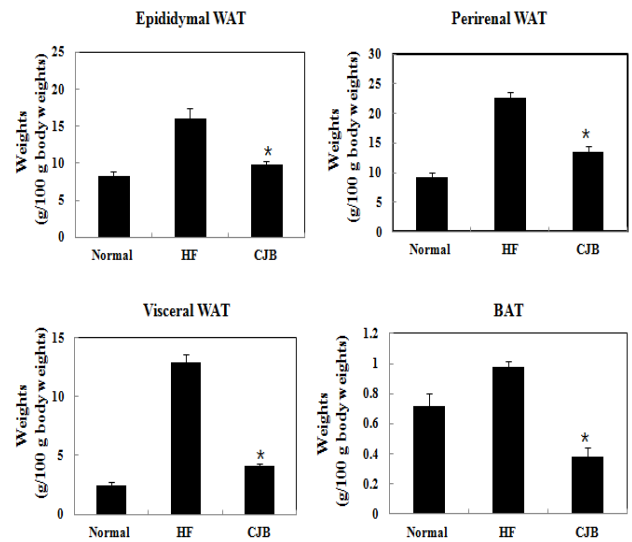 Epididymal WAT
Weights
(g/100 g body weights)
25
20
15
10
5
0
*
Normal HF CJB
Perirenal WAT
Weights
(g/100 g body weights)
30
25
20
15
10
5
0
*
Normal HF CJB
Visceral WAT
Weights
(g/100 g body weights)
15
10
5
0
*
Normal HF CJB
BAT
Weights
(g/100 g body weights)
1.2
1
0.8
0.6
0.4
0.2
0
*
Normal HF CJB